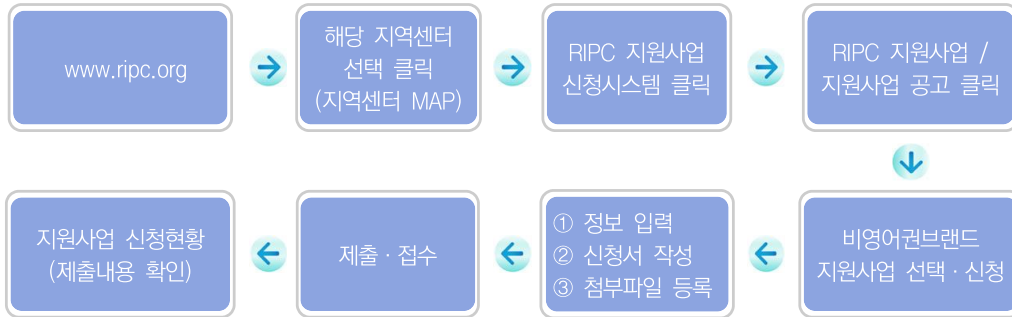 www.ripc.org
해당 지역센터
선택 클릭
(지역센터 MAP)
RIPC 지원사업
신청시스템 클릭
RIPC 지원사업 /
지원사업 공고 클릭
비영어권브랜드
지원사업 선택·신청
① 정보 입력
② 신청서 작성
③ 첨부파일 등록
제출·접수
지원사업 신청현황
(제출내용 확인)